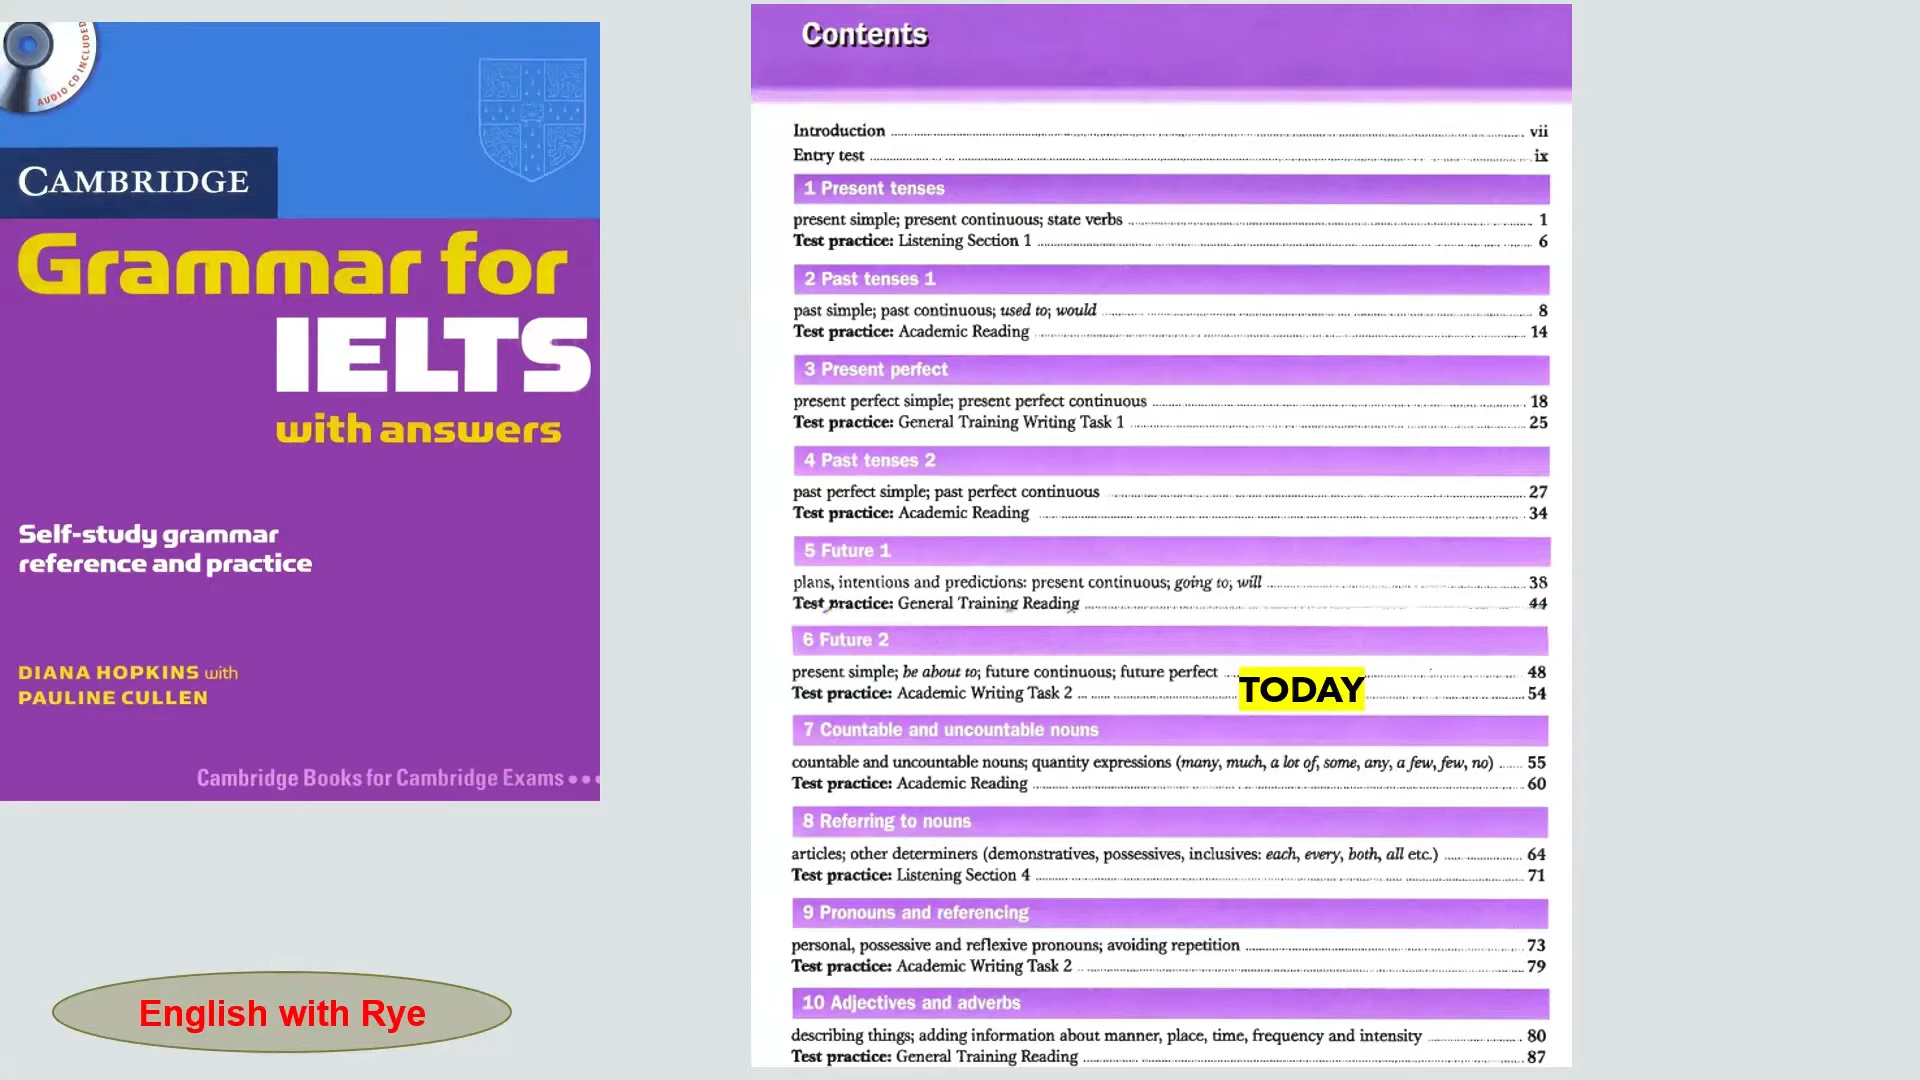 AUDIO CD INCLUDED
CAMBRIDGE
Grammar for
IELTS
with answers
Self-study grammar
reference and practice
DIANA HOPKINS with
PAULINE CULLEN
Cambridge Books for Cambridge Exams
English with Rye
Contents
Introduction vii
Entry test ix
1 Present tenses
present simple; present continuous; state verbs 1
Test practice: Listening Section 1 6
2 Past tenses 1
past simple; past continuous; used to; would 8
Test practice: Academic Reading 14
3 Present perfect
present perfect simple; present perfect continuous 18
Test practice: General Training Writing Task 1 25
4 Past tenses 2
past perfect simple; past perfect continuous 27
Test practice: Academic Reading 34
5 Future 1
plans, intentions and predictions: present continuous; going to; will 38
Test practice: General Training Reading 44
6 Future 2
present simple; be about to; future continuous; future perfect 48
TODAY
Test practice: Academic Writing Task 2 54
7 Countable and uncountable nouns
countable and uncountable nouns; quantity expressions (many, much, a lot of, some, any, a few, few, no) 55
Test practice: Academic Reading 60
8 Referring to nouns
articles; other determiners (demonstratives, possessives, inclusives: each, every, both, all etc.) 64
Test practice: Listening Section 4 71
9 Pronouns and referencing
personal, possessive and reflexive pronouns; avoiding repetition 73
Test practice: Academic Writing Task 2 79
10 Adjectives and adverbs
describing things; adding information about manner, place, time, frequency and intensity 80
Test practice: General Training Reading 87